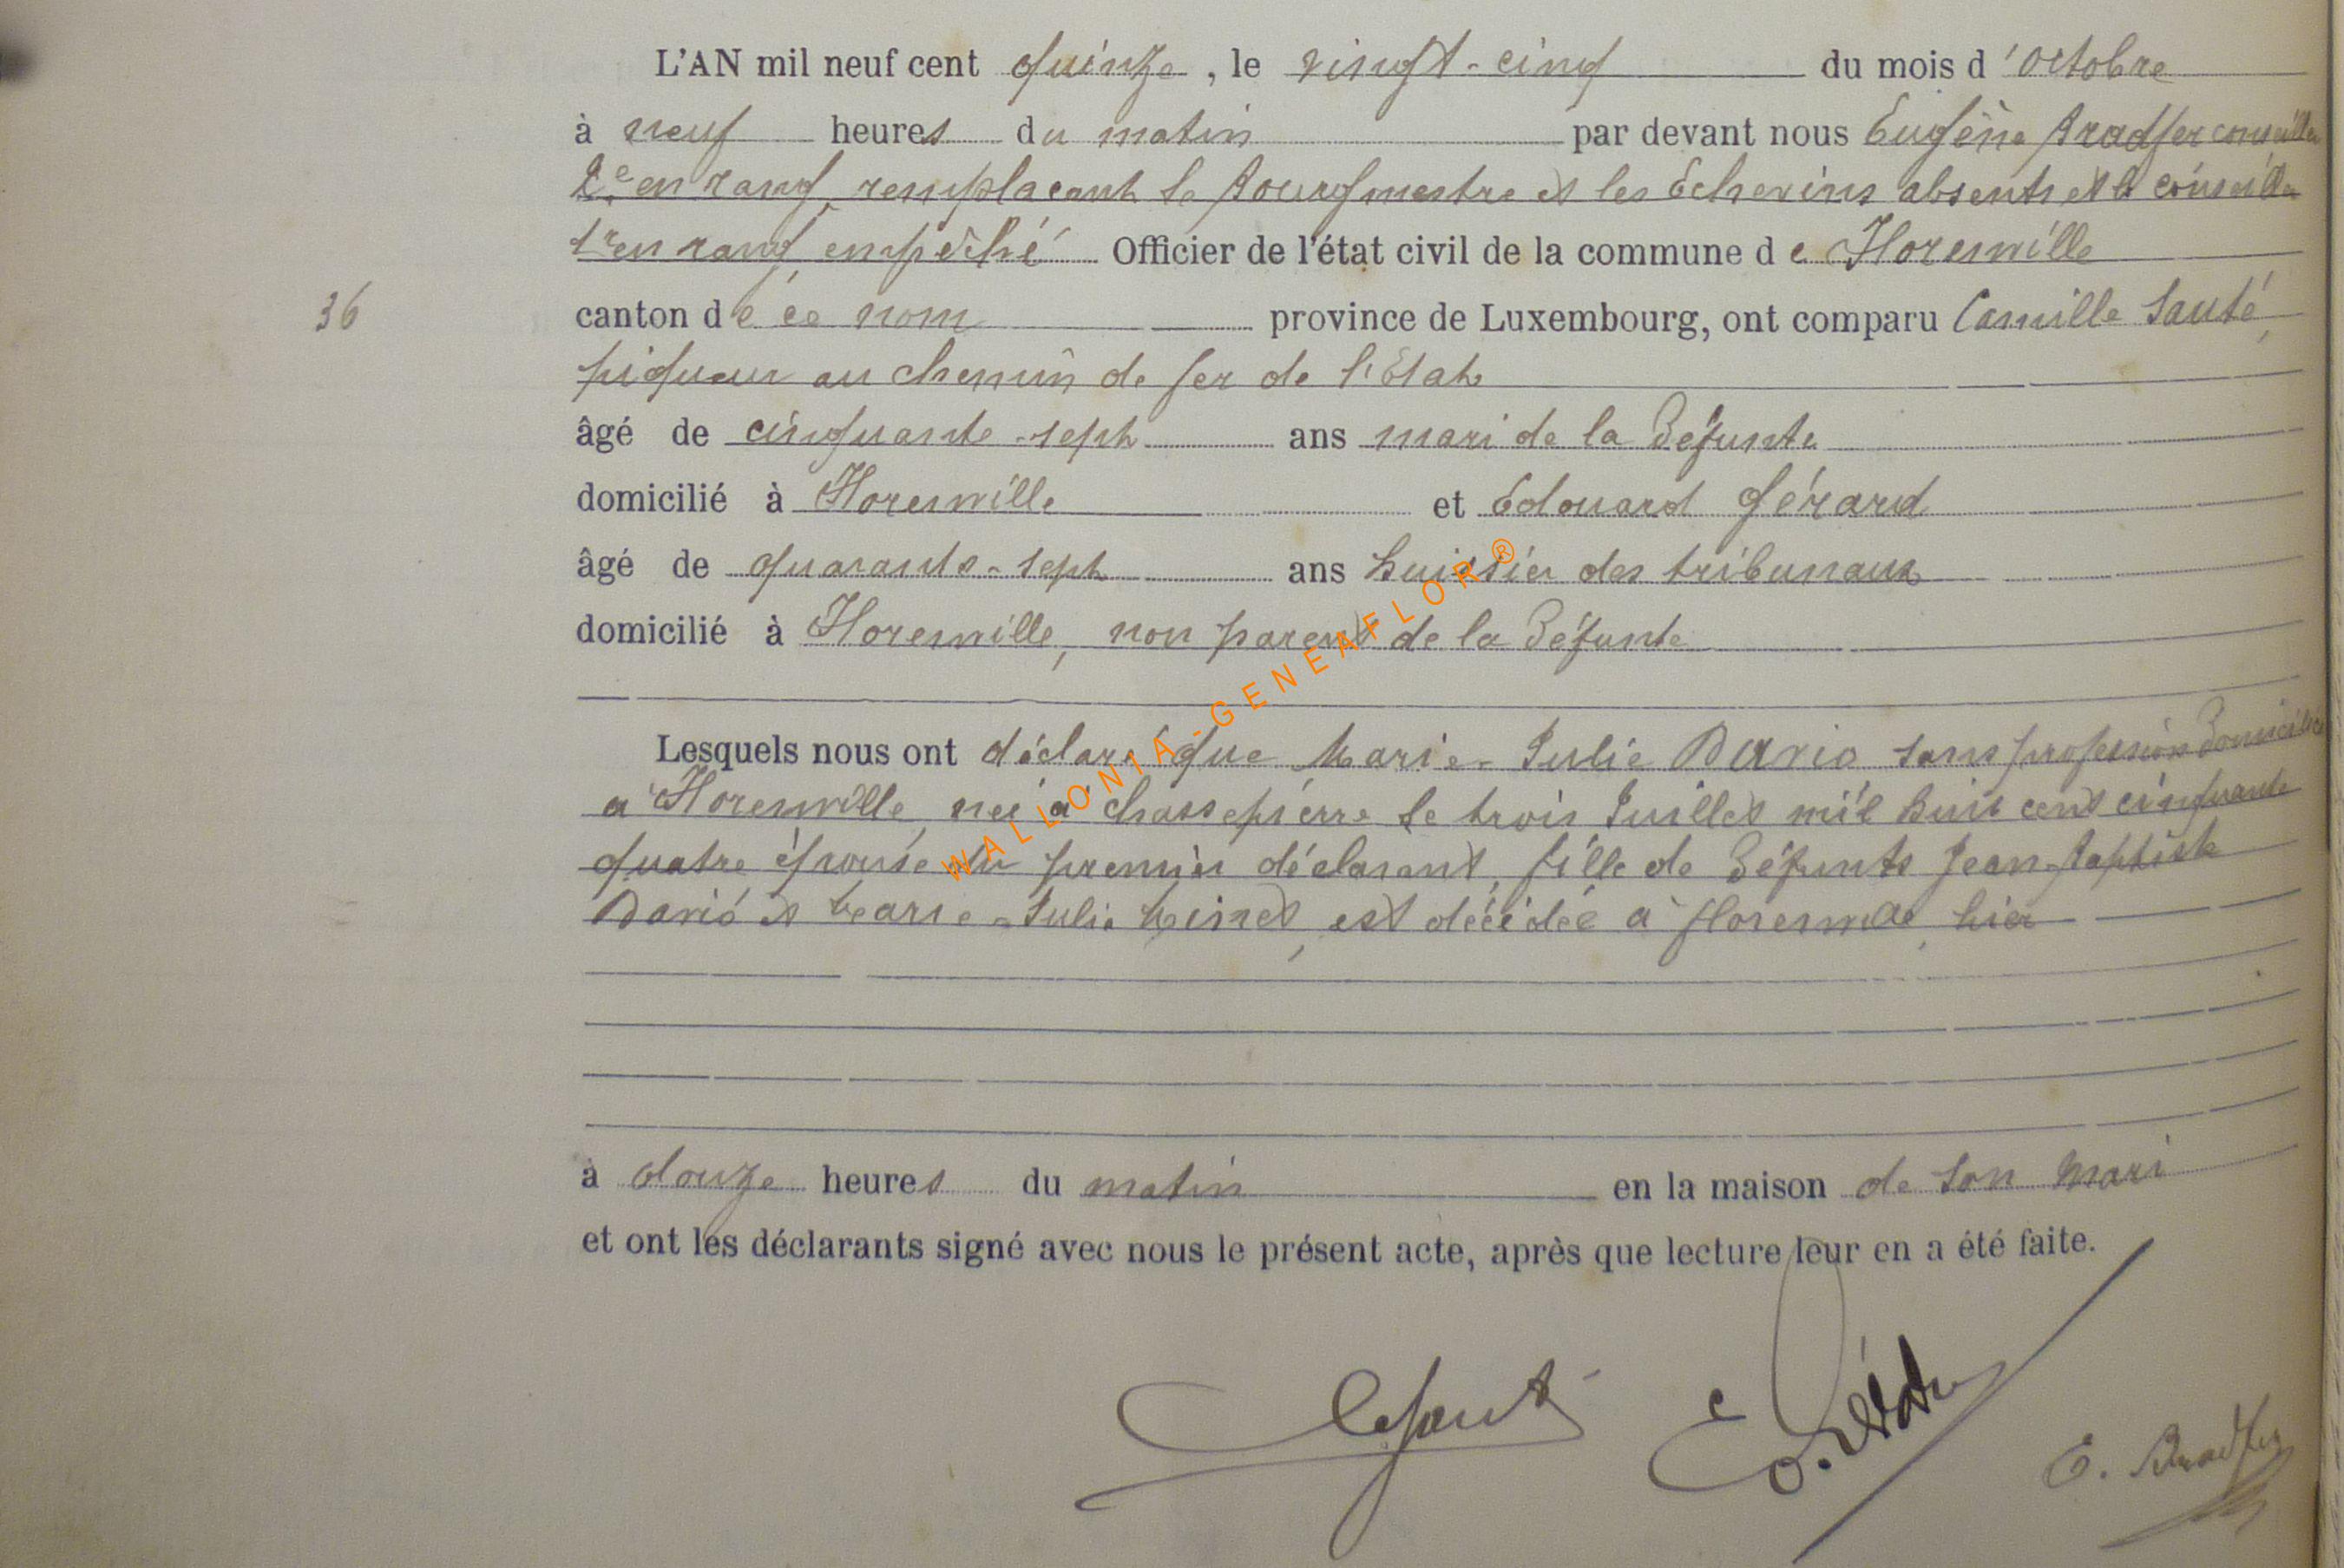 L'AN mil neuf cent quinze, le vingt-cinq du mois d'octobre
à neuf heures du matin par devant nous Eugène Bradfer conseiller
2e en rang, remplacant le Bourgmestre et les Echevins absents et le conseiller
1r en rang empêché Officier de l'état civil de la commune de Florenville
36
canton de ce nom province de Luxembourg, ont comparu Camille Sauté,
piqueur au chemin de fer de l'Etat
âgé de cinquante-sept ans mari de la Défunte
domicilié à Florenville et Edouard Gérard
âgé de quarante-sept ans huissier des tribunaux
domicilié à Florenville, non parent de la Défunte
Lesquels nous ont déclaré que Marie-Julie David sans profession Domiciliée
à Florenville, née à Chassepierre le trois Juillet mil huit cent cinquante
quatre épouse du premier déclarant, fille de Défunts Jean-Baptiste
et Marie-Julie est décédée à Florenville, hier
à douze heures du matin en la maison de son mari
et ont les déclarants signé avec nous le présent acte, après que lecture leur en a été faite.
C Sauté E. Gérard E. Bradfer
WALLONIA-GENEAFLOR®